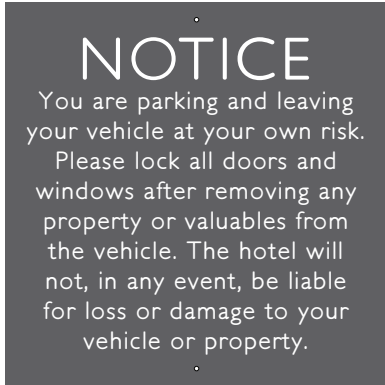 NOTICE
You are parking and leaving
your vehicle at your own risk.
Please lock all doors and
windows after removing any
property or valuables from
the vehicle. The hotel will
not, in any event, be liable
for loss or damage to your
vehicle or property.